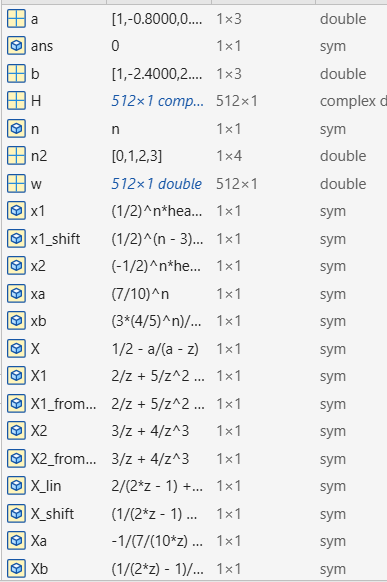 a [1,-0.8000,0.... 1×3 double
ans 0 1×1 sym
b [1,-2.4000,2.... 1×3 double
H 512×1 comp... 512×1 complex d
n n 1×1 sym
n2 [0,1,2,3] 1×4 double
w 512×1 double 512×1 double
x1 (1/2)^n*hea... 1×1 sym
x1_shift (1/2)^(n - 3)... 1×1 sym
x2 (-1/2)^n*he... 1×1 sym
xa (7/10)^n 1×1 sym
xb (3*(4/5)^n)/... 1×1 sym
X 1/2 - a/(a - z) 1×1 sym
X1 2/z + 5/z^2 ... 1×1 sym
X1_from... 2/z + 5/z^2 ... 1×1 sym
X2 3/z + 4/z^3 1×1 sym
X2_from... 3/z + 4/z^3 1×1 sym
X_lin 2/(2*z - 1) +... 1×1 sym
X_shift (1/(2*z - 1) ... 1×1 sym
Xa -1/(7/(10*z) ... 1×1 sym
Xb (1/(2*z) - 1)/... 1×1 sym